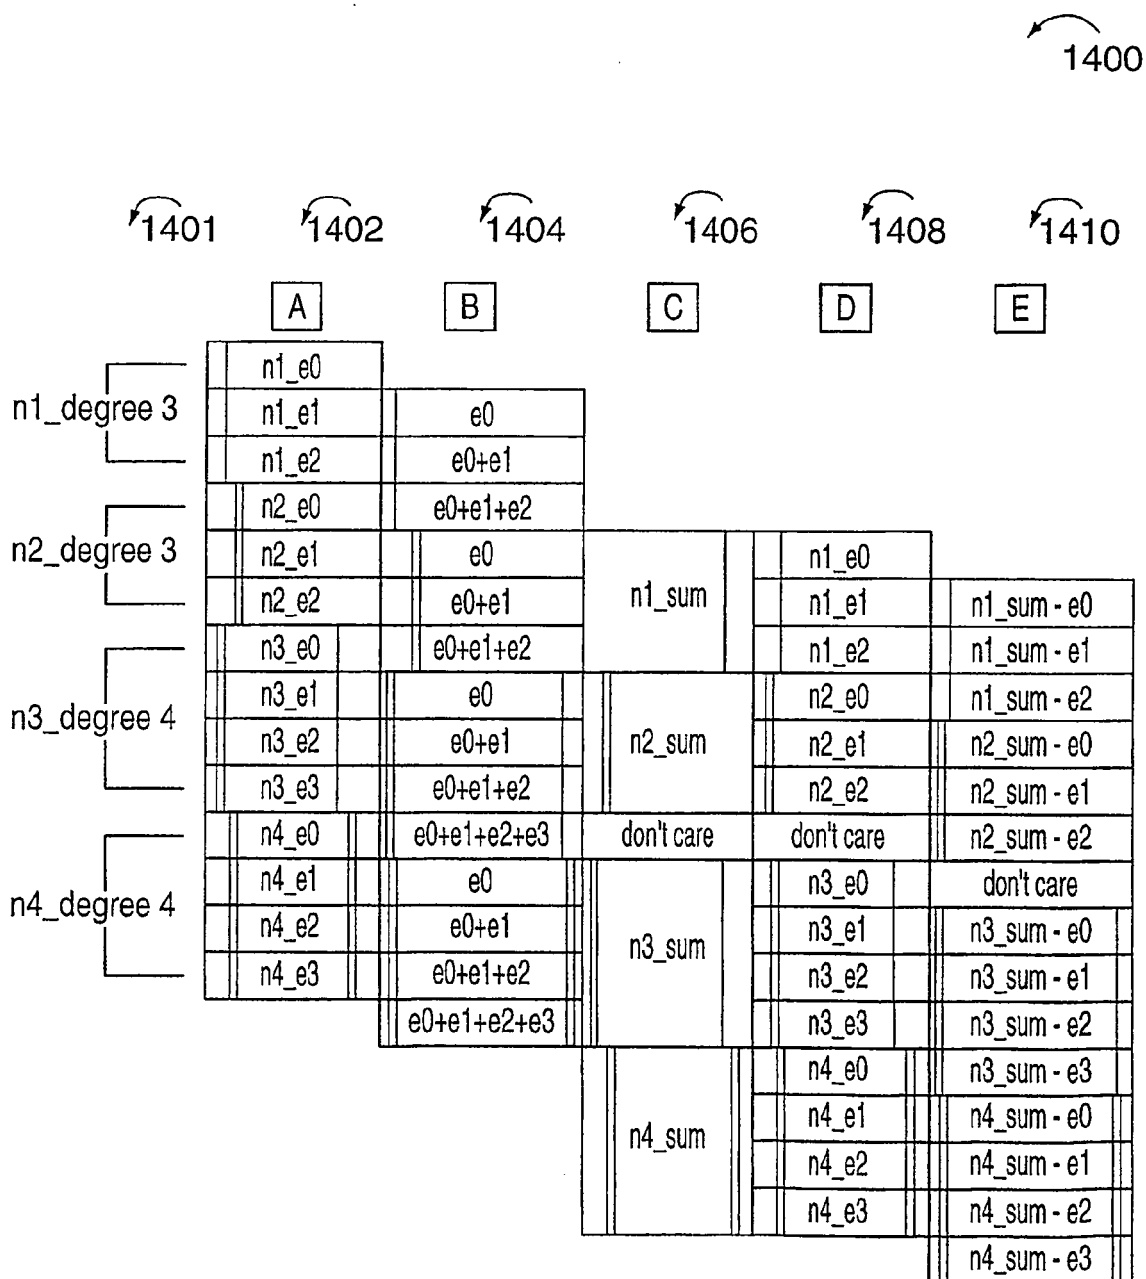 1400
1401 1402 1404 1406 1408 1410
A B C D E
n1_e0
n1_degree 3 n1_e1 e0
n1_e2 e0+e1
n2_e0 e0+e1+e2
n2_degree 3 n2_e1 e0 n1_e0
n2_e2 e0+e1 n1_sum n1_e1 n1_sum - e0
n3_e0 e0+e1+e2 n1_e2 n1_sum - e1
n3_degree 4 n3_e1 e0 n2_e0 n1_sum - e2
n3_e2 e0+e1 n2_sum n2_e1 n2_sum - e0
n3_e3 e0+e1+e2 n2_e2 n2_sum - e1
n4_e0 e0+e1+e2+e3 don't care don't care n2_sum - e2
n4_degree 4 n4_e1 e0 n3_e0 don't care
n4_e2 e0+e1 n3_sum n3_e1 n3_sum - e0
n4_e3 e0+e1+e2 n3_e2 n3_sum - e1
e0+e1+e2+e3 n3_e3 n3_sum - e2
n4_e0 n3_sum - e3
n4_sum n4_e1 n4_sum - e0
n4_e2 n4_sum - e1
n4_e3 n4_sum - e2
n4_sum - e3